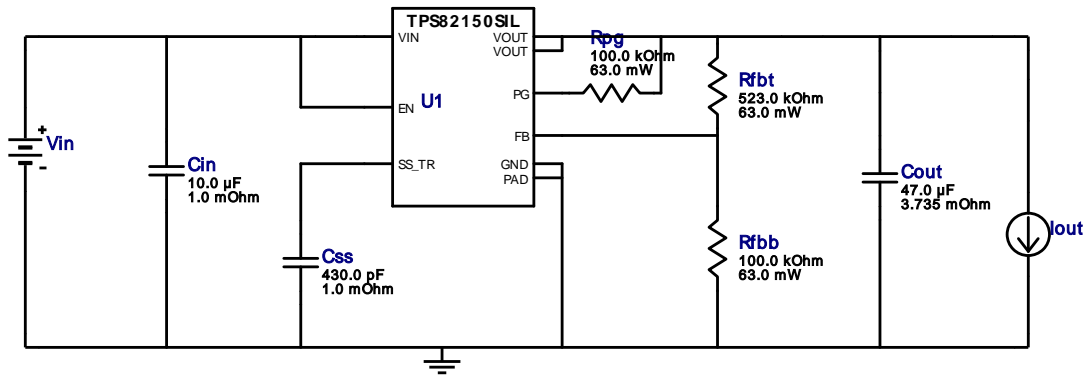 TPS82150SIL
VIN
VOUT
VOUT
Rpg
100.0 kOhm
63.0 mW
PG
EN
U1
FB
SS_TR
GND
PAD
Vin
+
-
Cin
10.0 µF
1.0 mOhm
Css
430.0 pF
1.0 mOhm
Rfbt
523.0 kOhm
63.0 mW
Rfbb
100.0 kOhm
63.0 mW
Cout
47.0 µF
3.735 mOhm
Iout